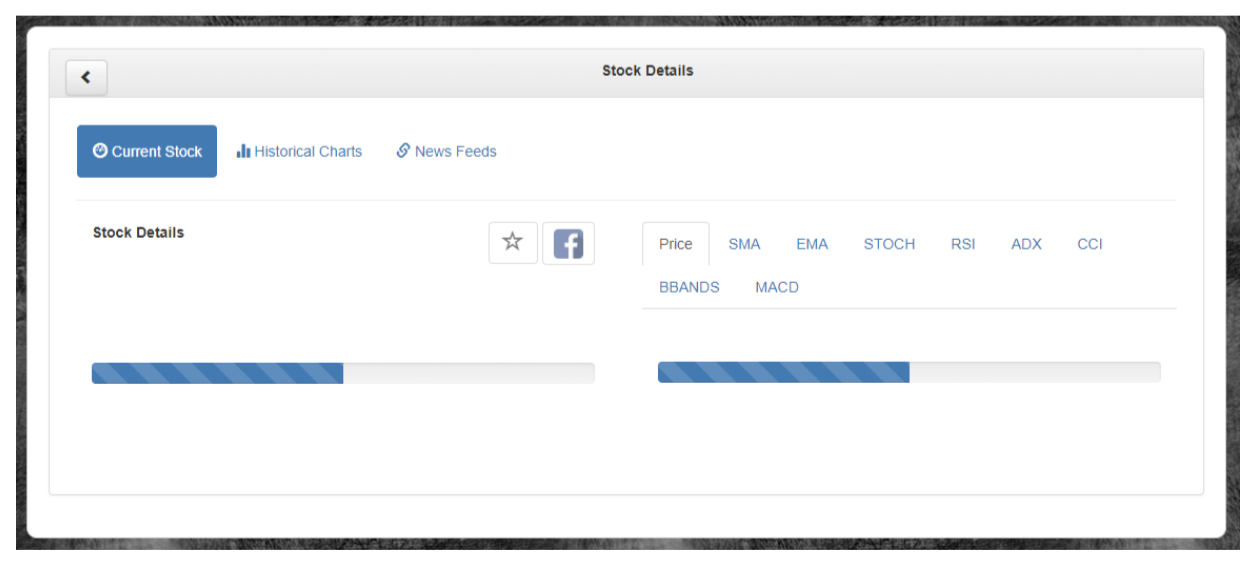 Stock Details
Current Stock Historical Charts News Feeds
Stock Details
Price SMA EMA STOCH RSI ADX CCI
BBANDS MACD